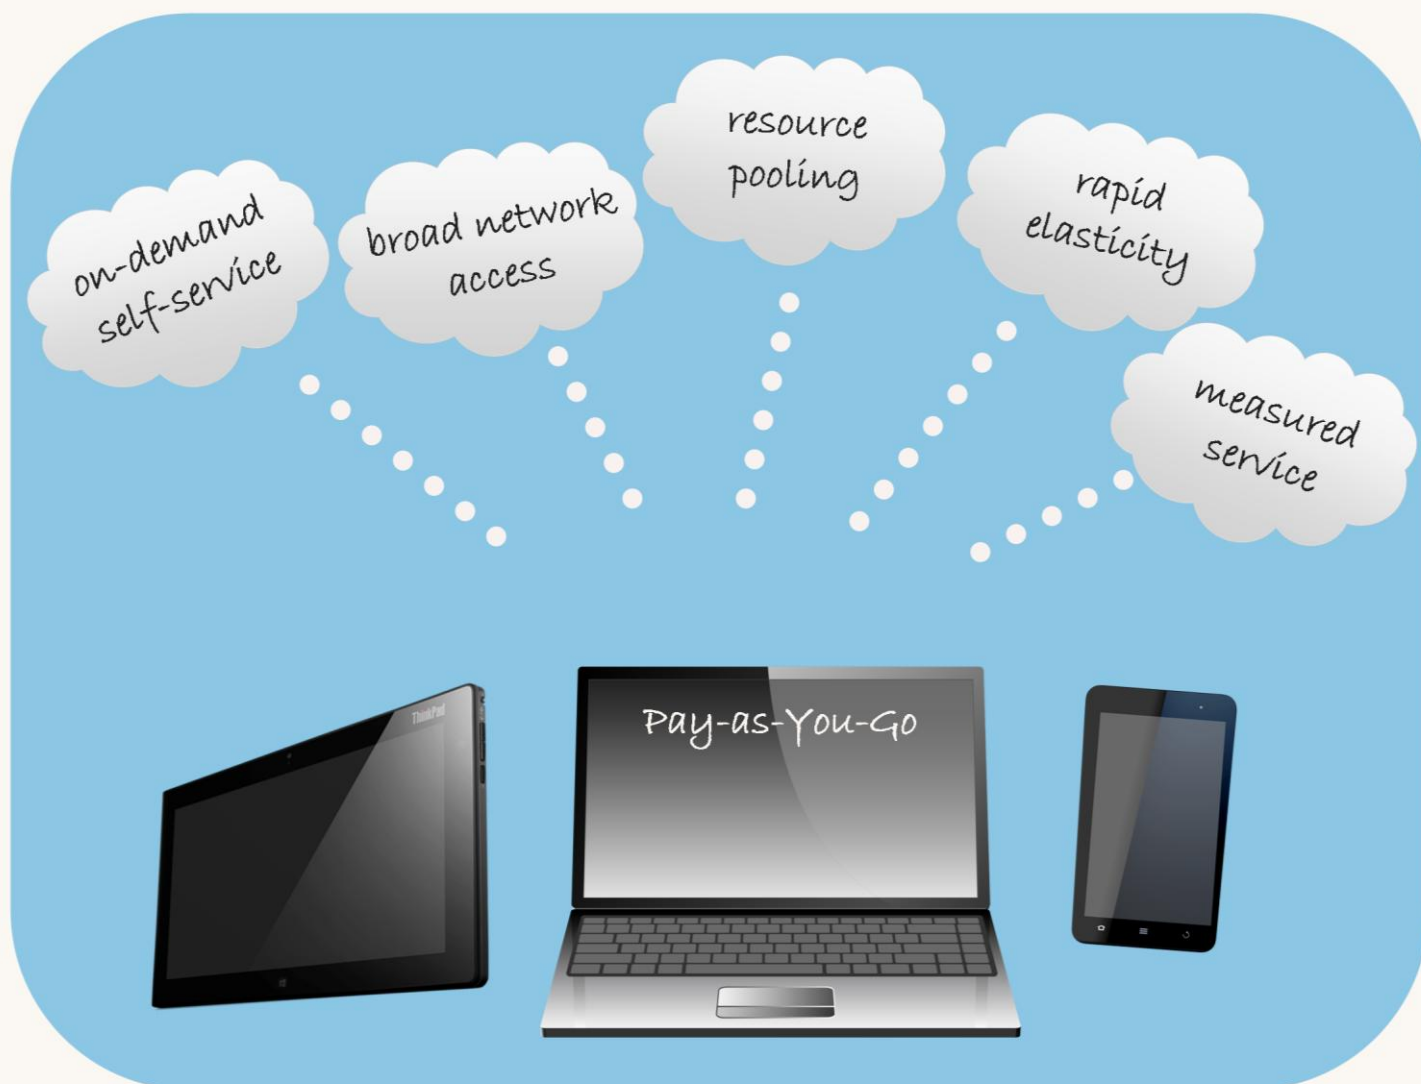 on-demand
self-service
broad network
access
resource
pooling
rapid
elasticity
measured
service
ThinkPad
Pay-as-You-Go